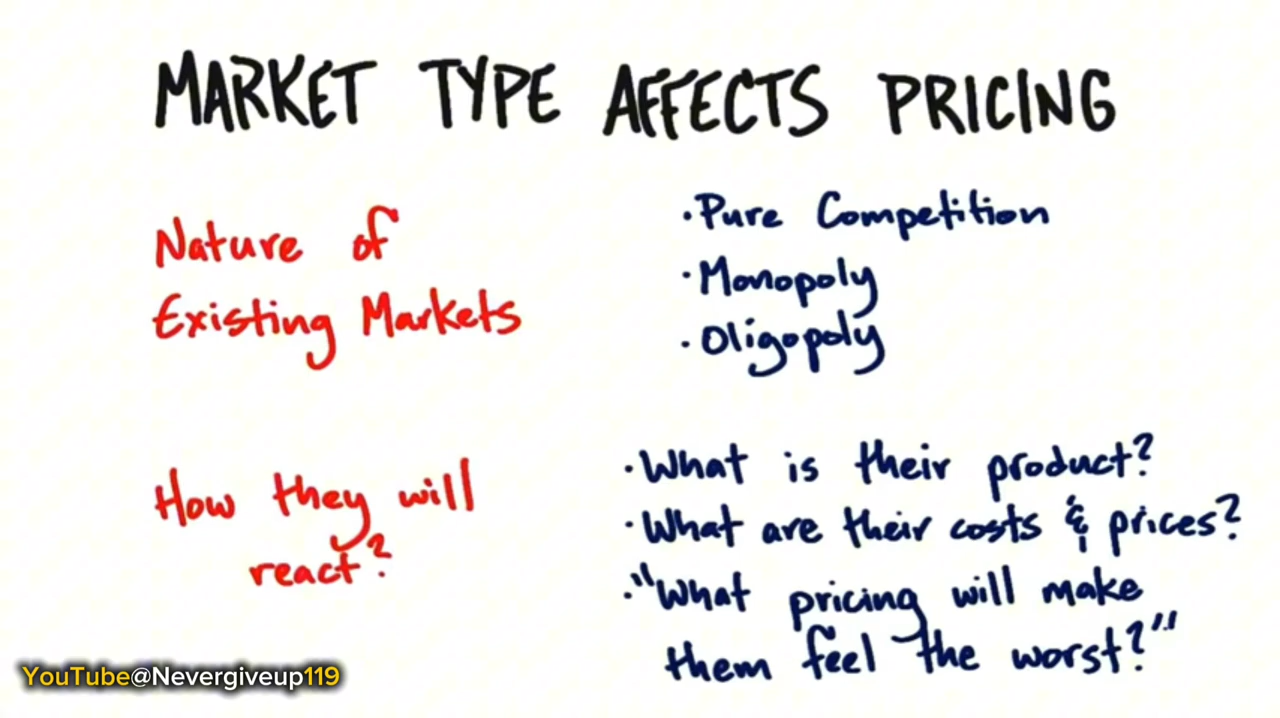 MARKET TYPE AFFECTS PRICING
Nature of
Existing Markets
·Pure Competition
·Monopoly
·Oligopoly
How they will
react?
·What is their product?
·What are their costs & prices?
·"What pricing will make
them feel the worst?"
YouTube@Nevergiveup119